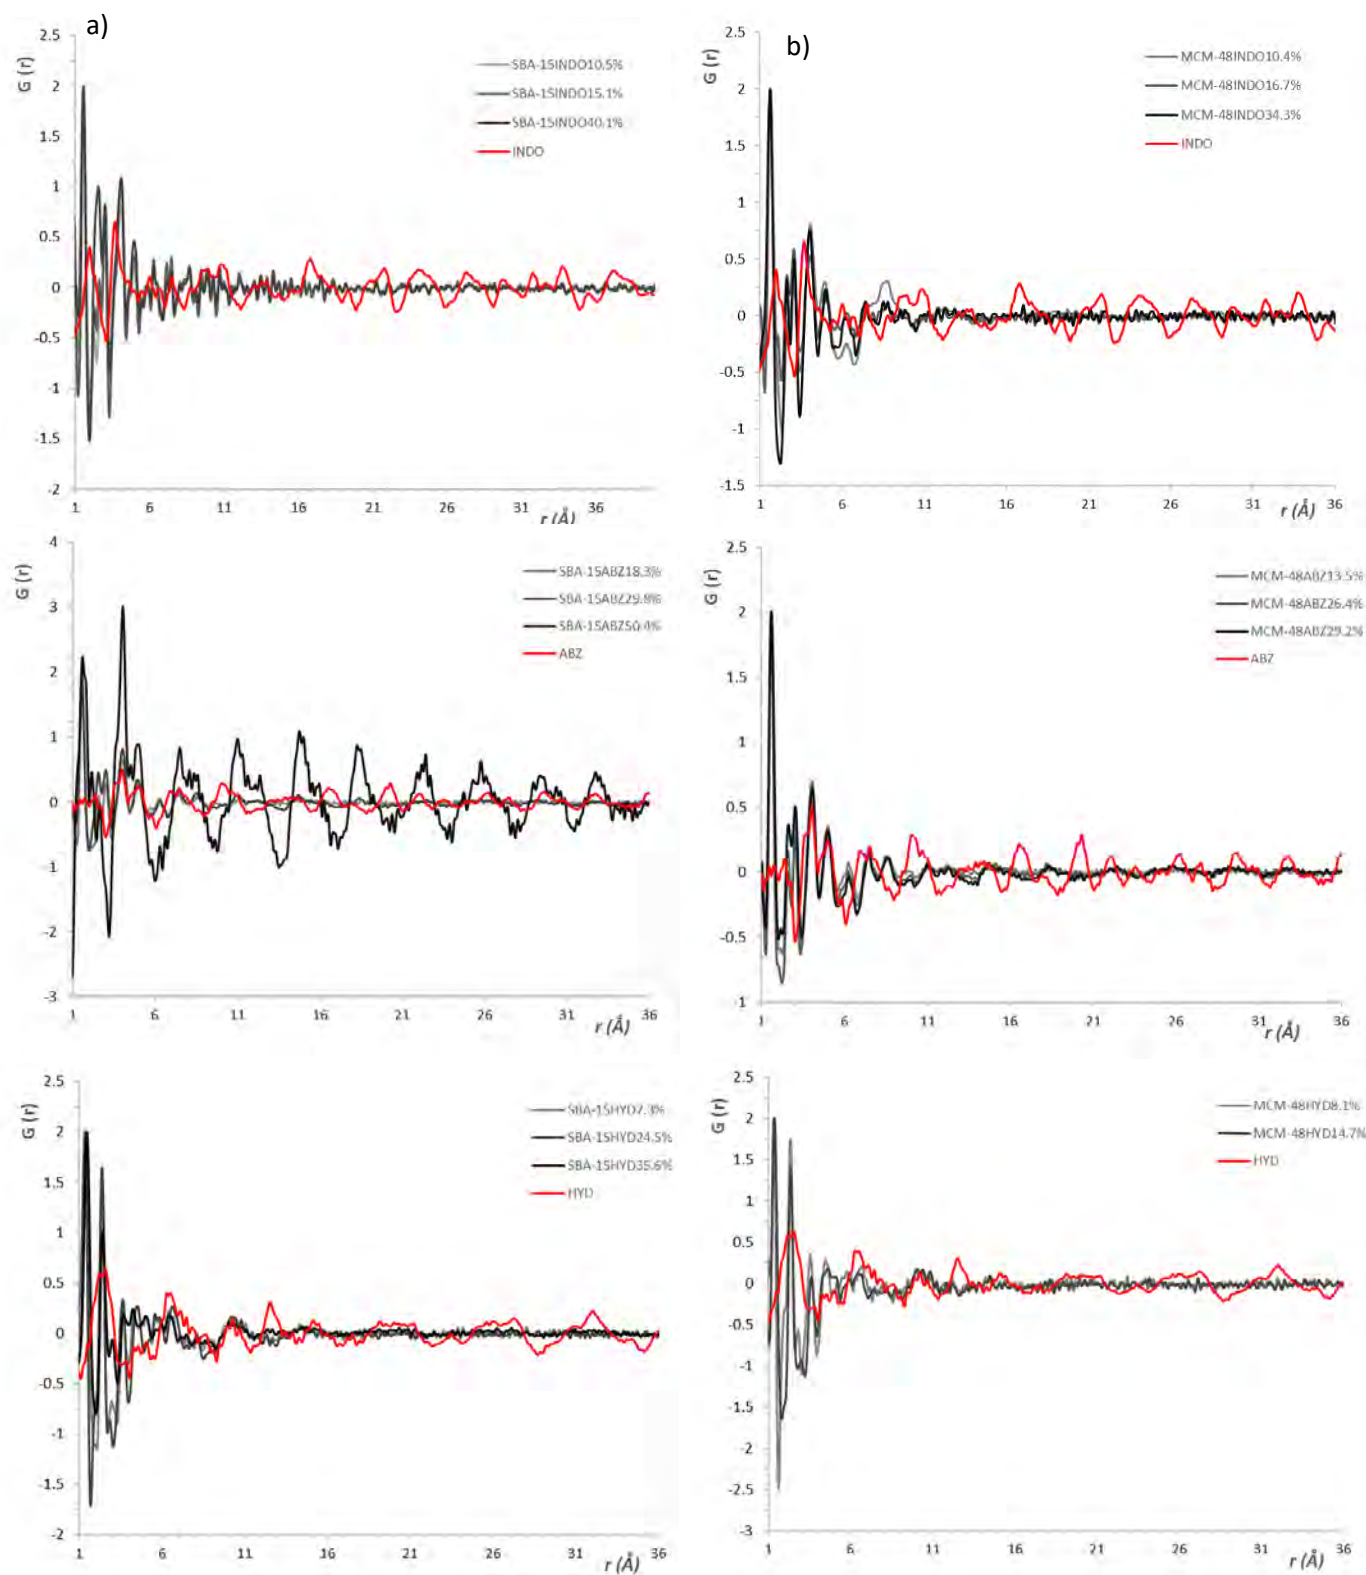 a)
G (r)
2.5
2
1.5
1
0.5
0
-0.5
-1
-1.5
-2
SBA-15INDO10.5%
SBA-15INDO15.1%
SBA-15INDO40.1%
INDO
1 6 11 16 21 26 31 36
r (Å)
b)
G (r)
2.5
2
1.5
1
0.5
0
-0.5
-1
-1.5
MCM-48INDO10.4%
MCM-48INDO16.7%
MCM-48INDO34.3%
INDO
1 6 11 16 21 26 31 36
r (Å)
G (r)
4
3
2
1
0
-1
-2
-3
SBA-15ABZ18.3%
SBA-15ABZ29.8%
SBA-15ABZ50.4%
ABZ
1 6 11 16 21 26 31 36
r (Å)
G (r)
2.5
2
1.5
1
0.5
0
-0.5
-1
MCM-48ABZ13.5%
MCM-48ABZ26.4%
MCM-48ABZ29.2%
ABZ
1 6 11 16 21 26 31 36
r (Å)
G (r)
2.5
2
1.5
1
0.5
0
-0.5
-1
-1.5
-2
SBA-15HYD7.3%
SBA-15HYD24.5%
SBA-15HYD35.6%
HYD
1 6 11 16 21 26 31 36
r (Å)
G (r)
2.5
2
1.5
1
0.5
0
-0.5
-1
-1.5
-2
-2.5
-3
MCM-48HYD8.1%
MCM-48HYD14.7%
HYD
1 6 11 16 21 26 31 36
r (Å)